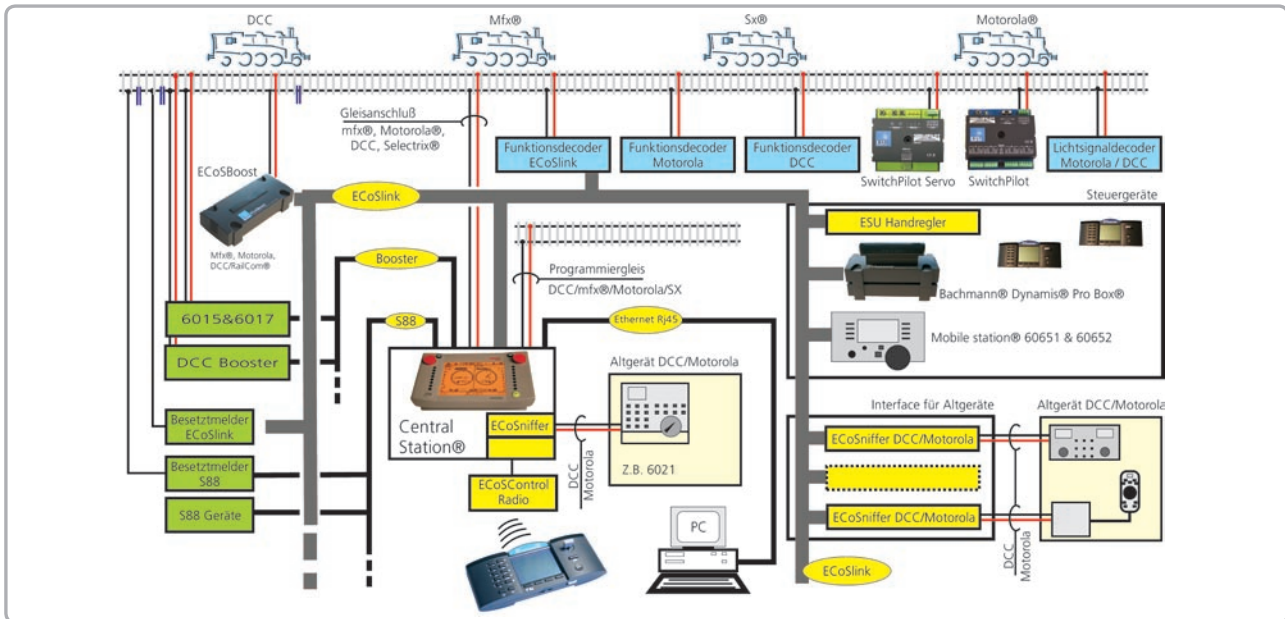 DCC
Mfx®
Sx®
Motorola®
Gleisanschluß
mfx®, Motorola®,
DCC, Selectrix®
Funktionsdecoder
ECoSlink
Funktionsdecoder
Motorola
Funktionsdecoder
DCC
SwitchPilot Servo
SwitchPilot
Lichtsignaldecoder
Motorola / DCC
ECoSBoost
Mfx®, Motorola,
DCC/RailCom®
ECoSlink
Steuergeräte
ESU Handregler
Bachmann® Dynamis® Pro Box®
Mobile station® 60651 & 60652
Booster
Programmiergleis
DCC/mfx®/Motorola/SX
S88
Ethernet Rj45
6015&6017
DCC Booster
Besetztmelder
ECoSlink
Besetztmelder
S88
S88 Geräte
Central
Station®
ECoSniffer
ECoSControl
Radio
Altgerät DCC/Motorola
Z.B. 6021
DCC
Motorola
PC
Interface für Altgeräte
Altgerät DCC/Motorola
ECoSniffer DCC/Motorola
ECoSniffer DCC/Motorola
DCC
Motorola
ECoSlink